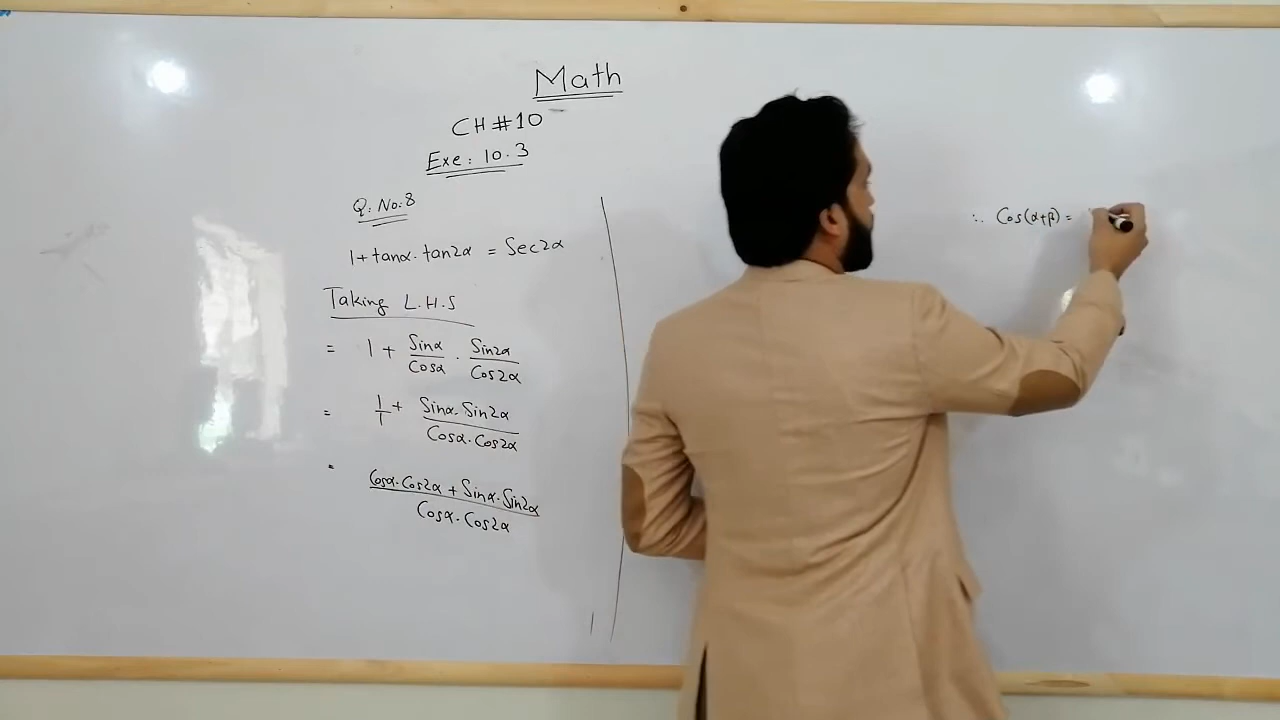 Math
CH#10
Exe: 10.3
Q. No: 8
1 + tanα . tan2α = Sec2α
Taking L.H.S
= 1 + Sinα/Cosα . Sin2α/Cos2α
= 1/1 + Sinα.Sin2α/Cosα.Cos2α
= Cosα.Cos2α + Sinα.Sin2α/Cosα.Cos2α
∵ Cos(α+β) =